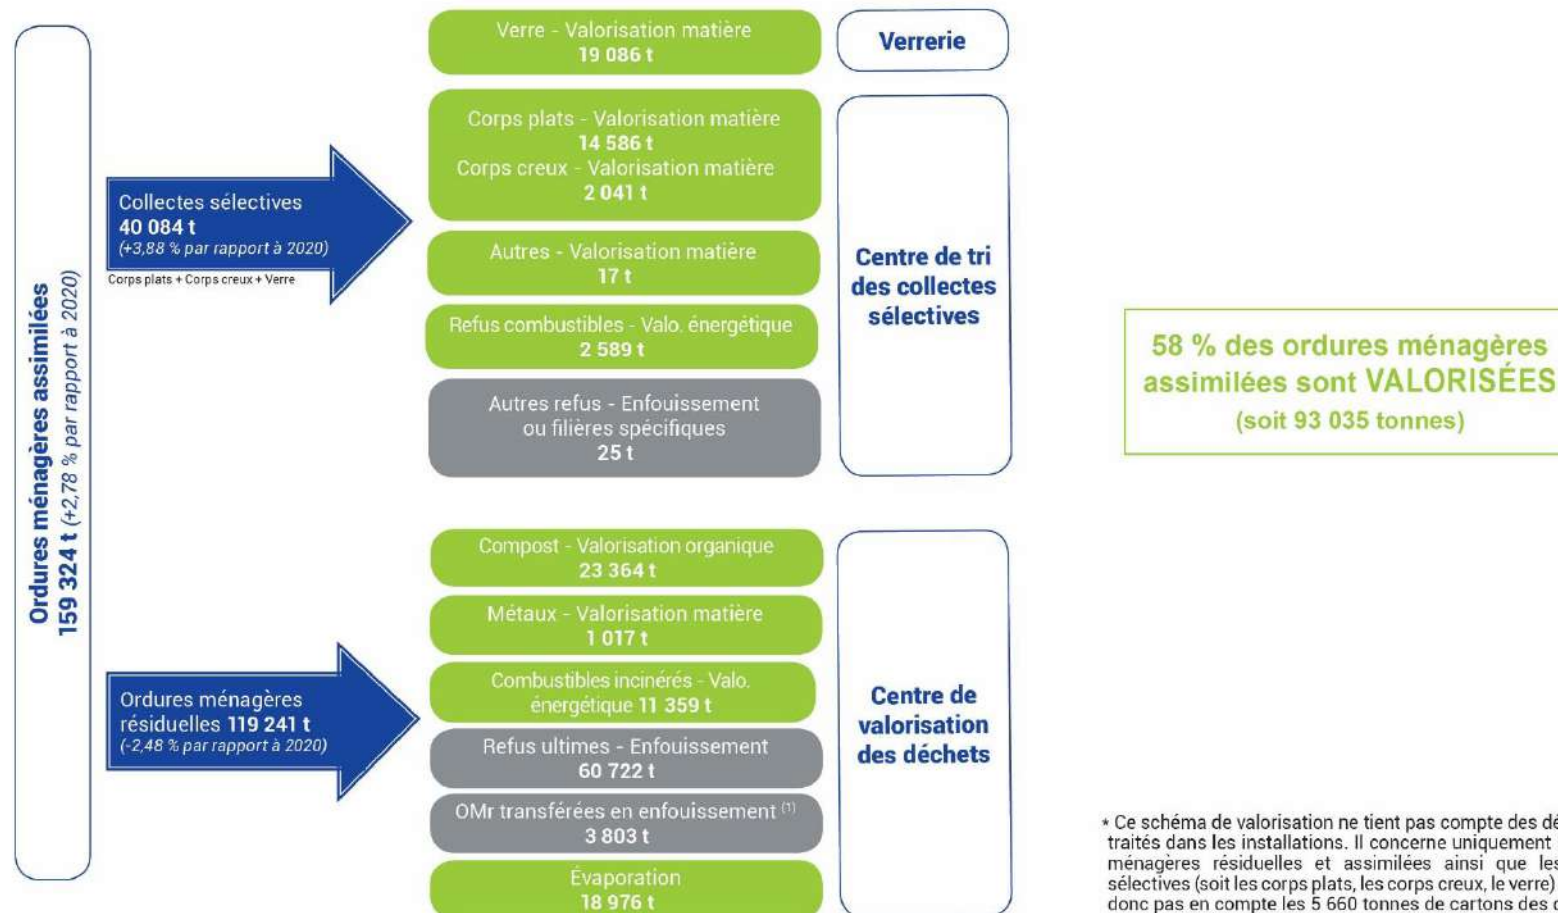 Ordures ménagères assimilées
159 324 t (+2,78 % par rapport à 2020)
Collectes sélectives
40 084 t
(+3,88 % par rapport à 2020)
Corps plats + Corps creux + Verre
Verre - Valorisation matière
19 086 t
Verrerie
Corps plats - Valorisation matière
14 586 t
Corps creux - Valorisation matière
2 041 t
Autres - Valorisation matière
17 t
Refus combustibles - Valo. énergétique
2 589 t
Autres refus - Enfouissement
ou filières spécifiques
25 t
Centre de tri
des collectes
sélectives
58 % des ordures ménagères
assimilées sont VALORISÉES
(soit 93 035 tonnes)
Ordures ménagères
résiduelles 119 241 t
(-2,48 % par rapport à 2020)
Compost - Valorisation organique
23 364 t
Métaux - Valorisation matière
1 017 t
Combustibles incinérés - Valo.
énergétique 11 359 t
Refus ultimes - Enfouissement
60 722 t
OMr transférées en enfouissement (1)
3 803 t
Évaporation
18 976 t
Centre de
valorisation
des déchets
* Ce schéma de valorisation ne tient pas compte des dé
traités dans les installations. Il concerne uniquement
ménagères résiduelles et assimilées ainsi que les
sélectives (soit les corps plats, les corps creux, le verre)
donc pas en compte les 5 660 tonnes de cartons des